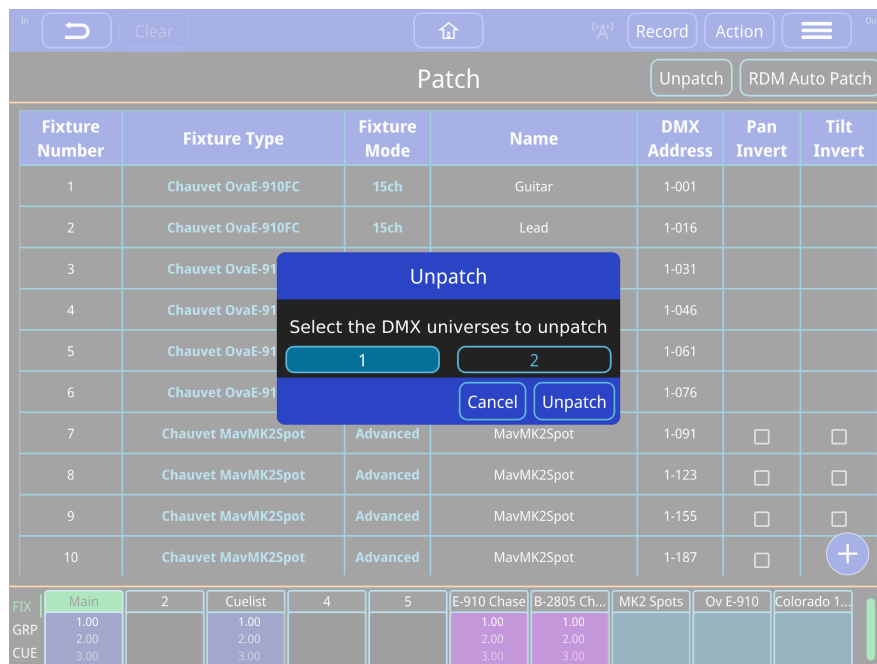 In Clear Record Action Ou
Patch Unpatch RDM Auto Patch
Fixture Number Fixture Type Fixture Mode Name DMX Address Pan Invert Tilt Invert
1 Chauvet OvaE-910FC 15ch Guitar 1-001
2 Chauvet OvaE-910FC 15ch Lead 1-016
3 Chauvet OvaE-91 1-031
4 Chauvet OvaE-91 1-046
5 Chauvet OvaE-91 1-061
6 Chauvet OvaE-91 1-076
Unpatch
Select the DMX universes to unpatch
1 2
Cancel Unpatch
7 Chauvet MavMK2Spot Advanced MavMK2Spot 1-091
8 Chauvet MavMK2Spot Advanced MavMK2Spot 1-123
9 Chauvet MavMK2Spot Advanced MavMK2Spot 1-155
10 Chauvet MavMK2Spot Advanced MavMK2Spot 1-187
FIX Main 2 Cuelist 4 5 E-910 Chase B-2805 Ch... MK2 Spots Ov E-910 Colorado 1...
1.00 1.00 1.00 1.00
GRP 2.00 2.00 2.00 2.00
CUE 3.00 3.00 3.00 3.00